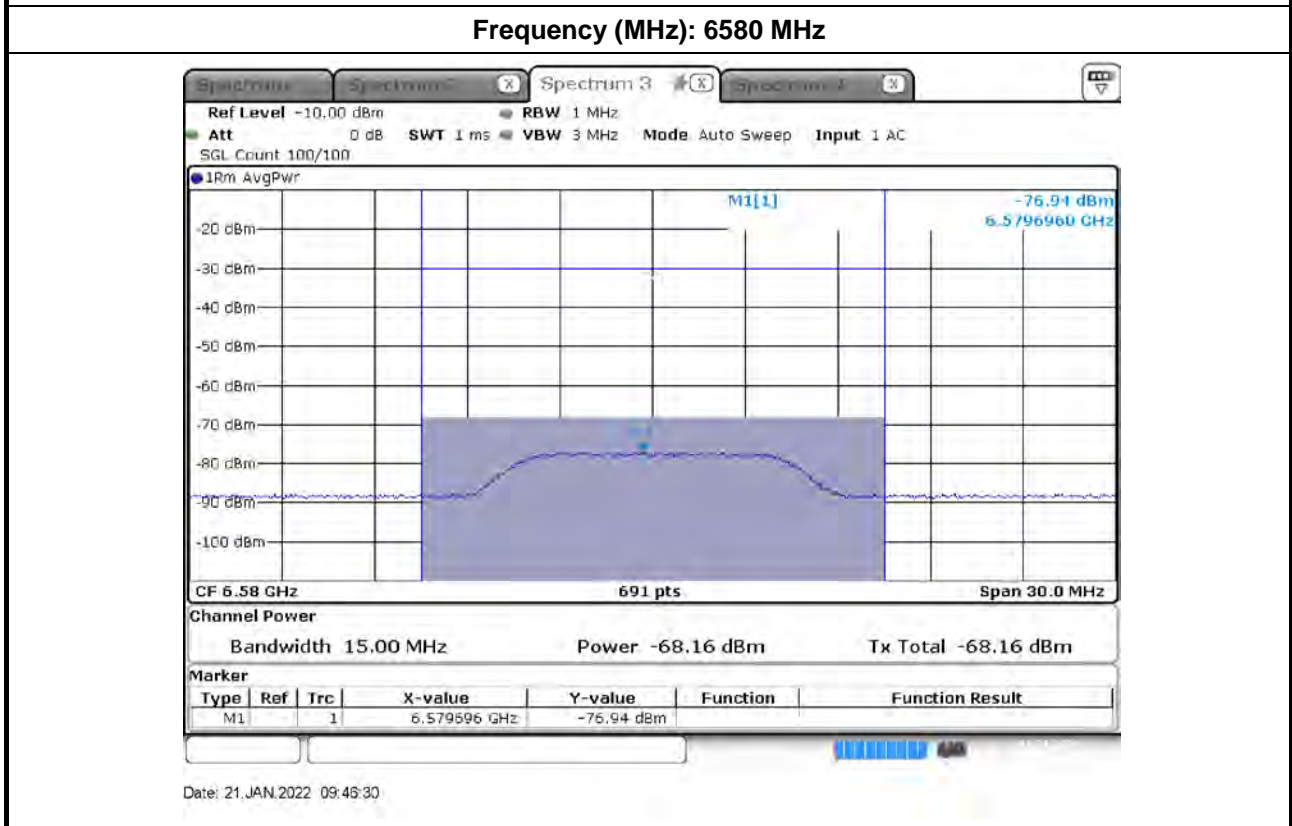 Frequency (MHz): 6580 MHz
Spectrum 3
Ref Level -10.00 dBm RBW 1 MHz
Att 0 dB SWT 1 ms VBW 3 MHz Mode Auto Sweep Input 1 AC
SGL Count 100/100
1Rm AvgPwr
M1[1] -76.94 dBm
6.5796960 GHz
-20 dBm
-30 dBm
-40 dBm
-50 dBm
-60 dBm
-70 dBm
-80 dBm
-90 dBm
-100 dBm
CF 6.58 GHz 691 pts Span 30.0 MHz
Channel Power
Bandwidth 15.00 MHz Power -68.16 dBm Tx Total -68.16 dBm
Marker
Type Ref Trc X-value Y-value Function Function Result
M1 1 6.579696 GHz -76.94 dBm
Date: 21.JAN.2022 09:46:30